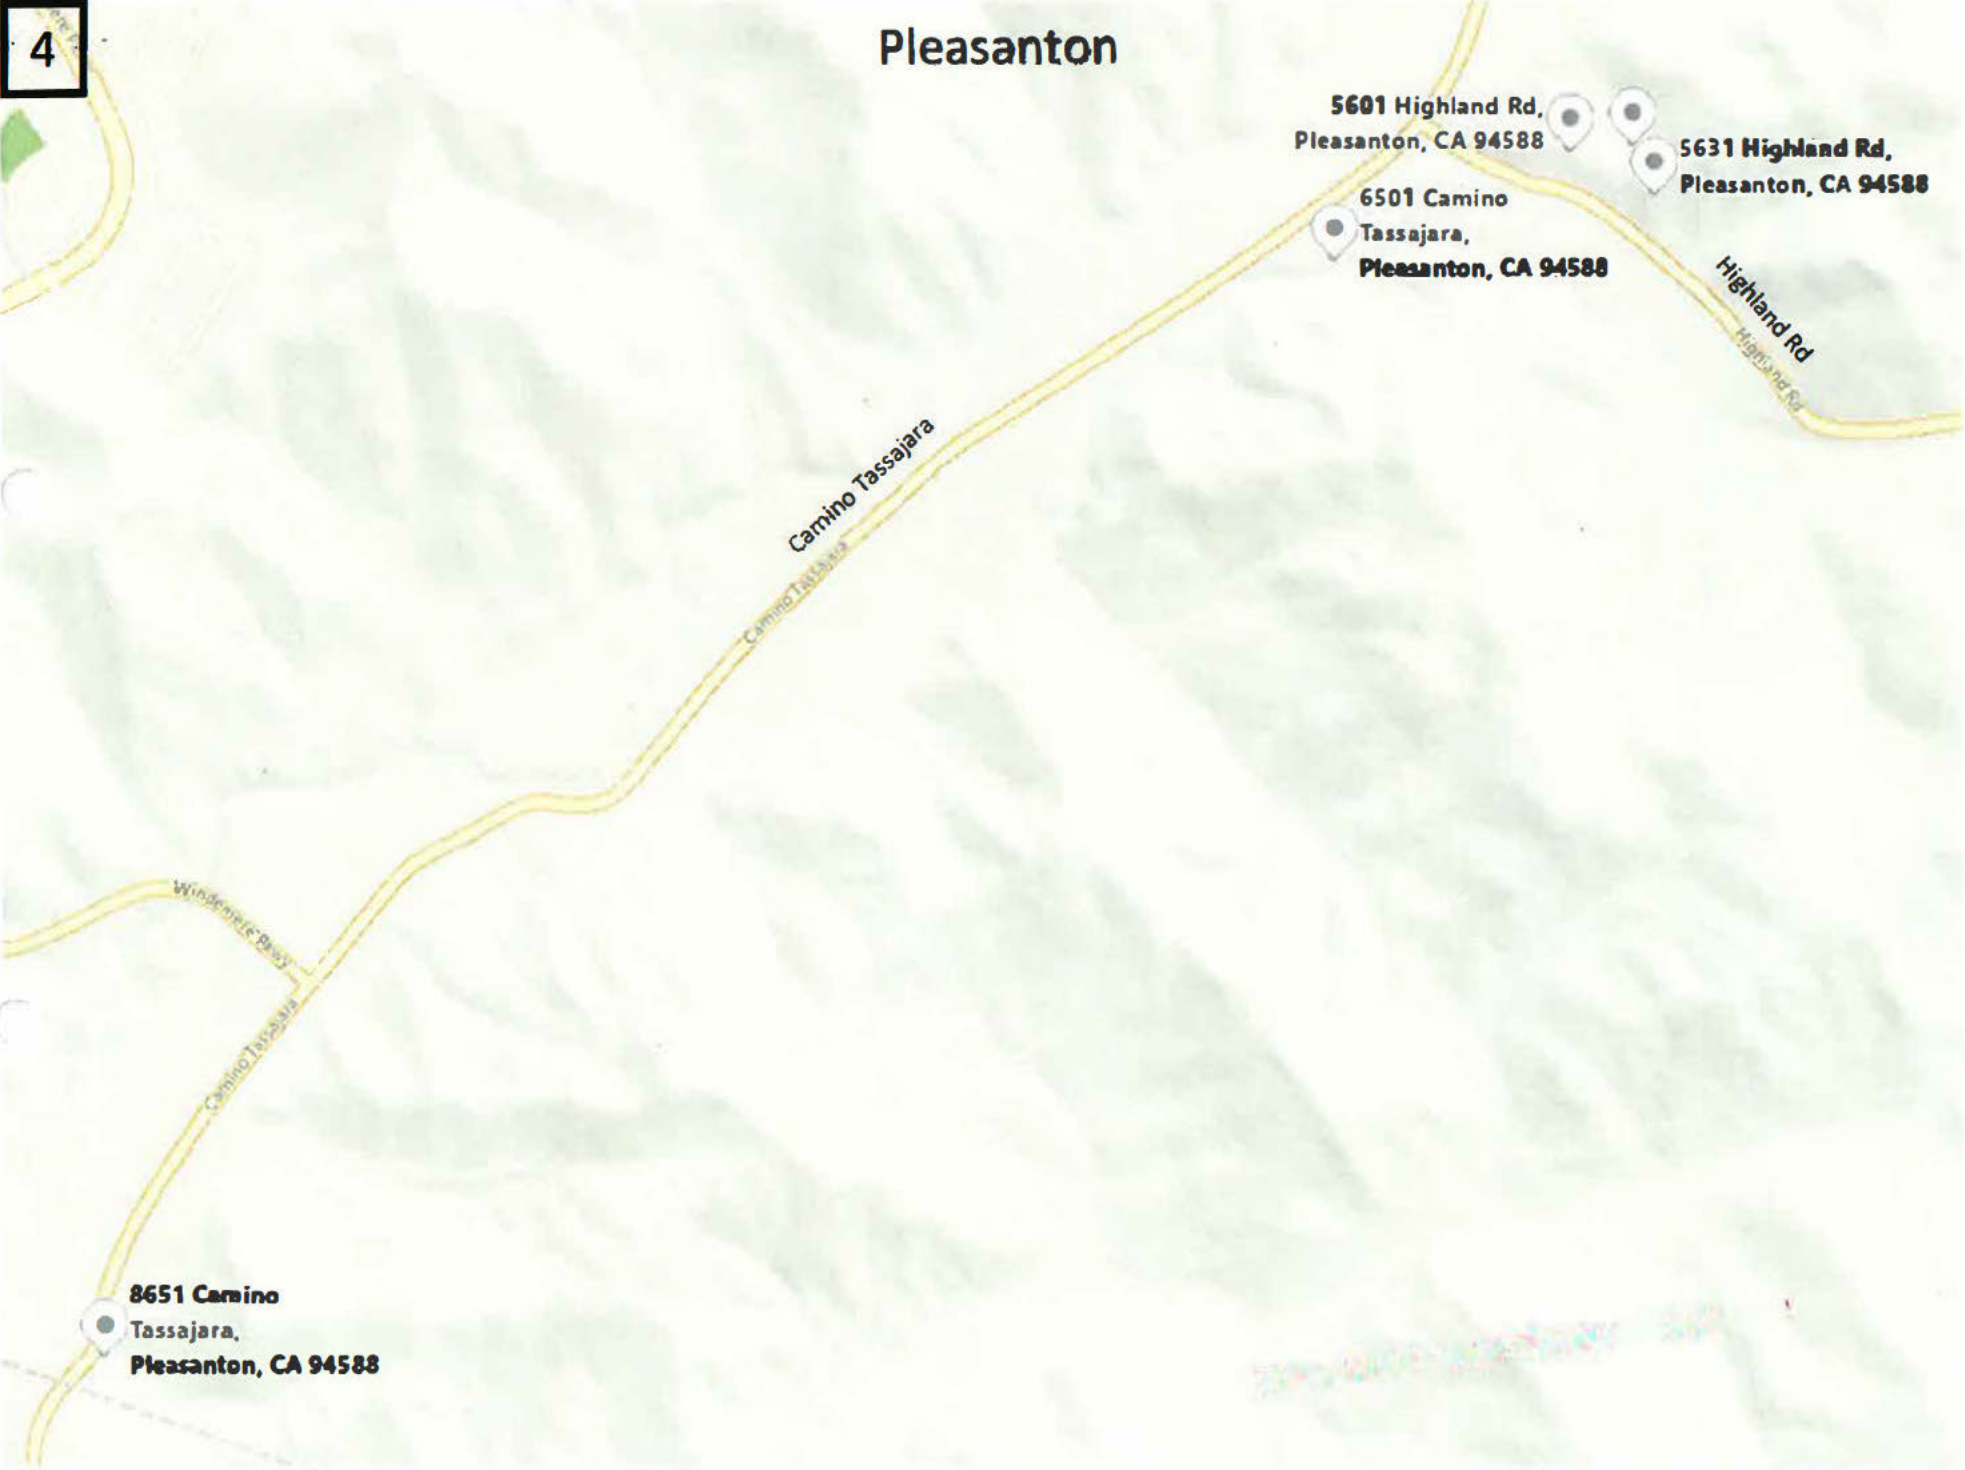 4
Pleasanton
5601 Highland Rd,
Pleasanton, CA 94588
5631 Highland Rd,
Pleasanton, CA 94588
6501 Camino
Tassajara,
Pleasanton, CA 94588
Highland Rd
Highland Rd
Camino Tassajara
Camino Tassajara
Windemere Pkwy
Camino Tassajara
8651 Camino
Tassajara,
Pleasanton, CA 94588